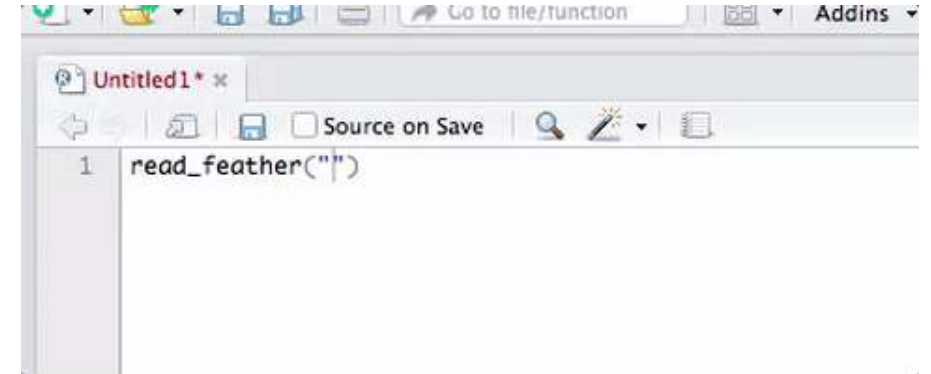 Go to file/function
Addins
Untitled1*
Source on Save
1 read_feather("")